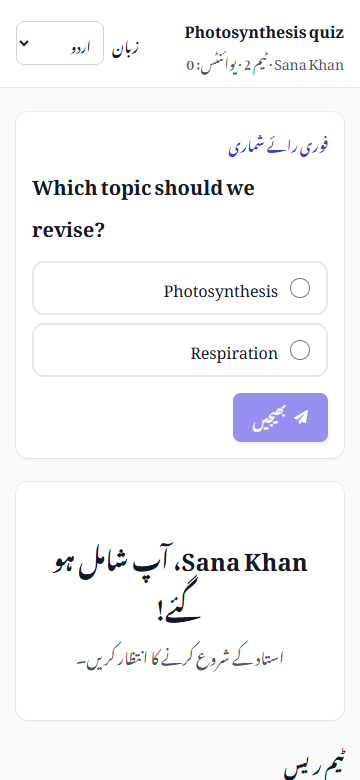 Photosynthesis quiz
Sana Khan · ٹیم 2 · پوائنٹس: 0
زبان
اردو
فوری رائے شماری
Which topic should we
revise?
Photosynthesis
Respiration
بھیجیں
Sana Khan، آپ شامل ہو
گئے!
استاد کے شروع کرنے کا انتظار کریں۔
ٹیم ریس